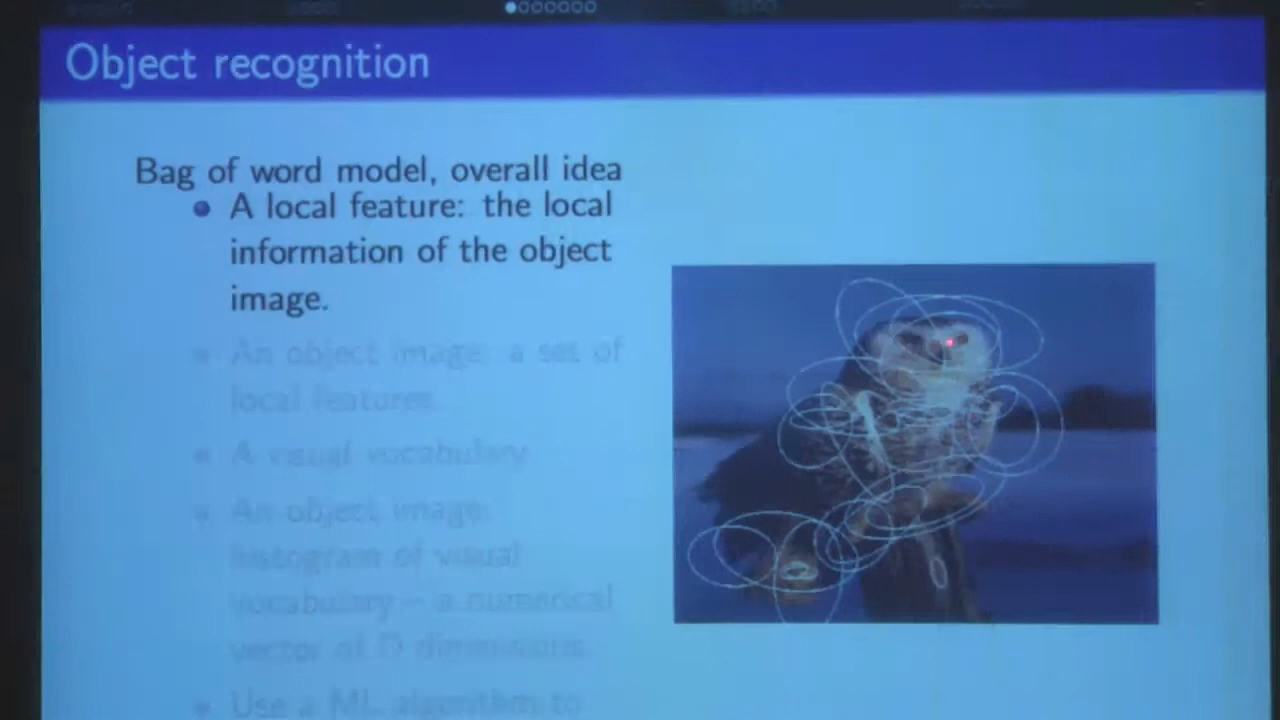 Object recognition
Bag of word model, overall idea
A local feature: the local
information of the object
image.
An object image: a set of
local features.
A visual vocabulary
An object image:
histogram of visual
vocabulary – a numerical
vector of D dimensions.
Use a ML algorithm to